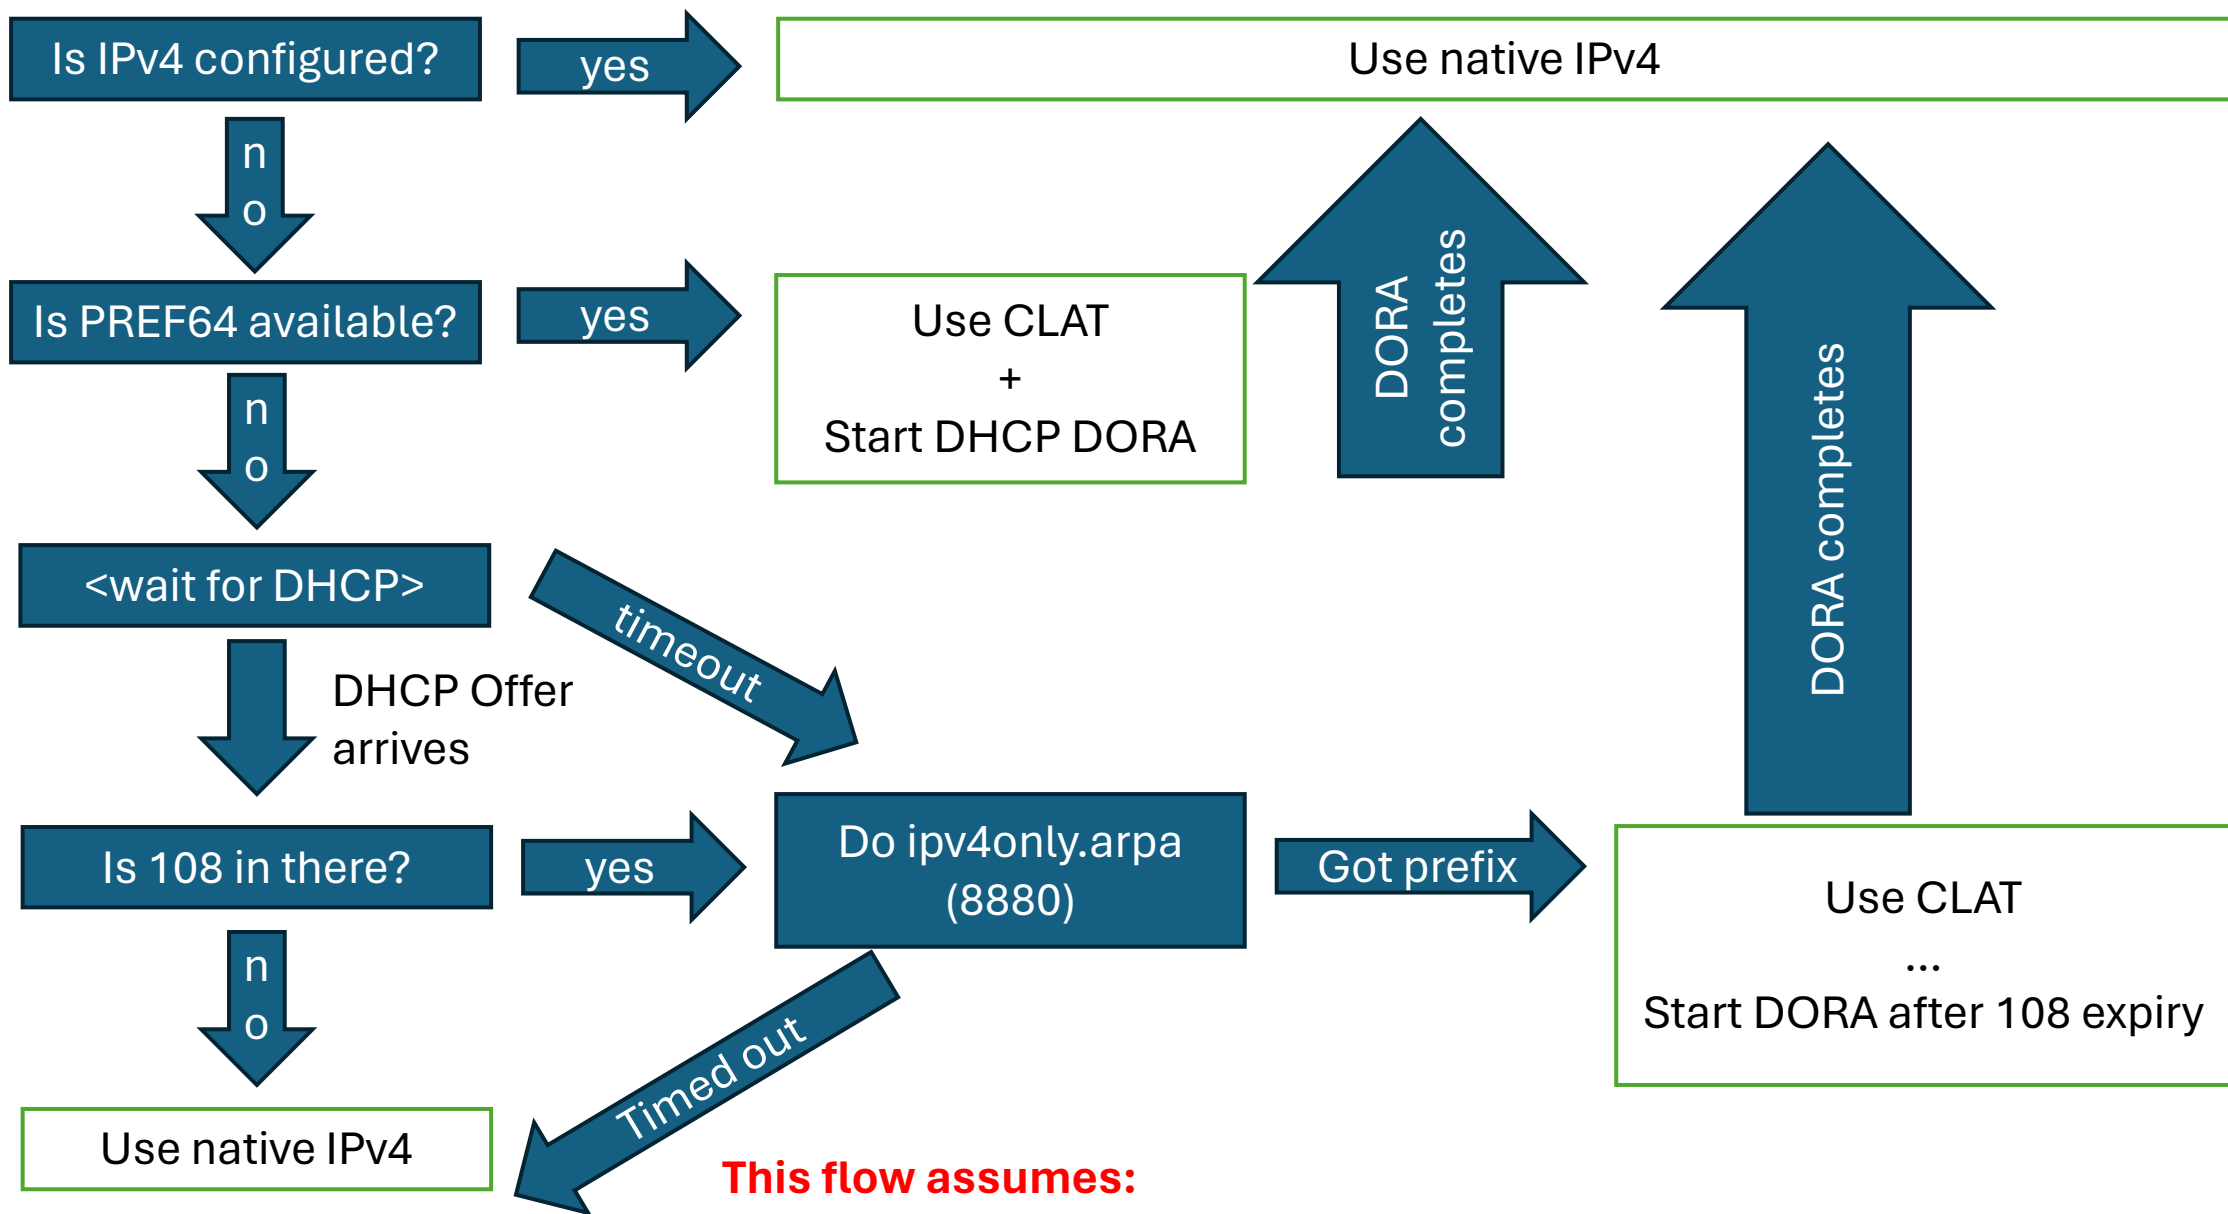 Is IPv4 configured?
yes
Use native IPv4
n
o
Is PREF64 available?
yes
Use CLAT
+
Start DHCP DORA
DORA
completes
DORA completes
n
o
<wait for DHCP>
timeout
DHCP Offer
arrives
Is 108 in there?
yes
Do ipv4only.arpa
(8880)
Got prefix
Use CLAT
...
Start DORA after 108 expiry
n
o
Timed out
Use native IPv4
This flow assumes: